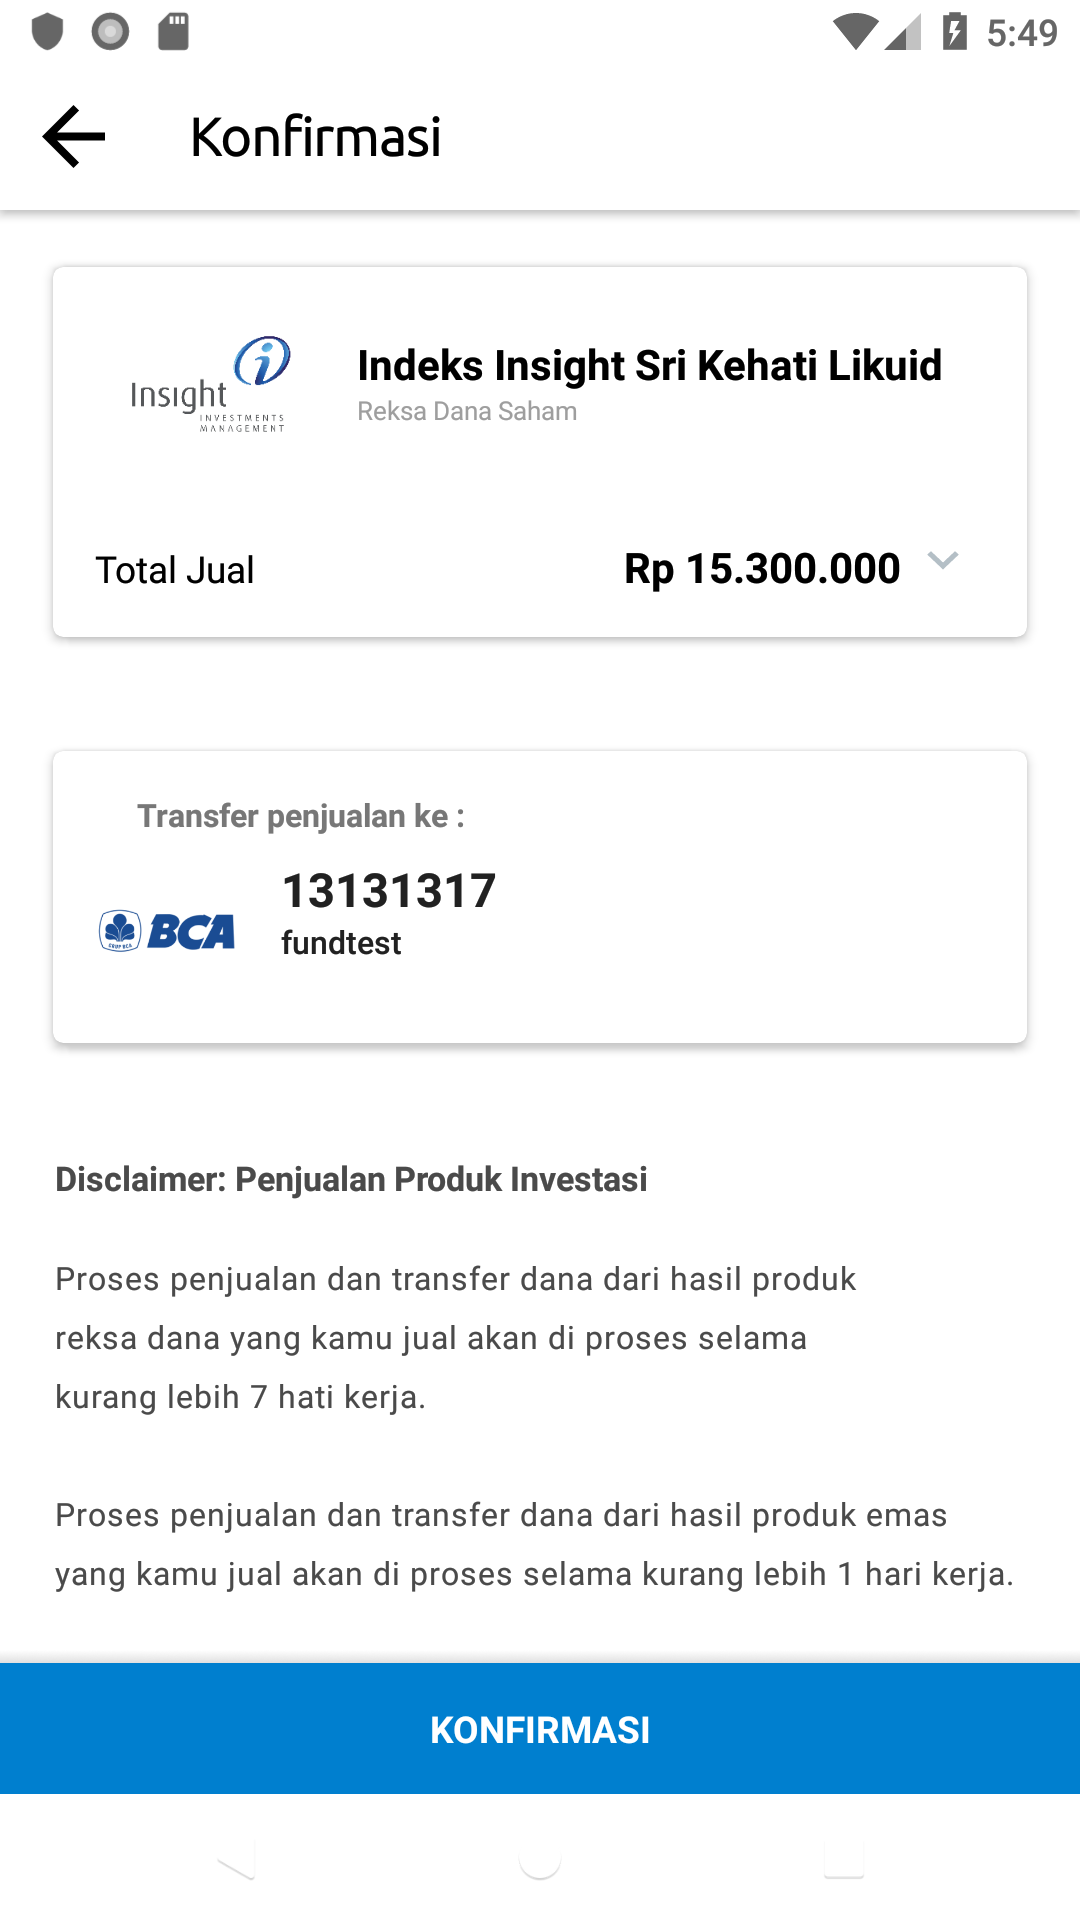 5:49
Konfirmasi
Insight
INVESTMENTS
MANAGEMENT
Indeks Insight Sri Kehati Likuid
Reksa Dana Saham
Total Jual
Rp 15.300.000
Transfer penjualan ke :
13131317
BCA
fundtest
Disclaimer: Penjualan Produk Investasi
Proses penjualan dan transfer dana dari hasil produk
reksa dana yang kamu jual akan di proses selama
kurang lebih 7 hati kerja.
Proses penjualan dan transfer dana dari hasil produk emas
yang kamu jual akan di proses selama kurang lebih 1 hari kerja.
KONFIRMASI